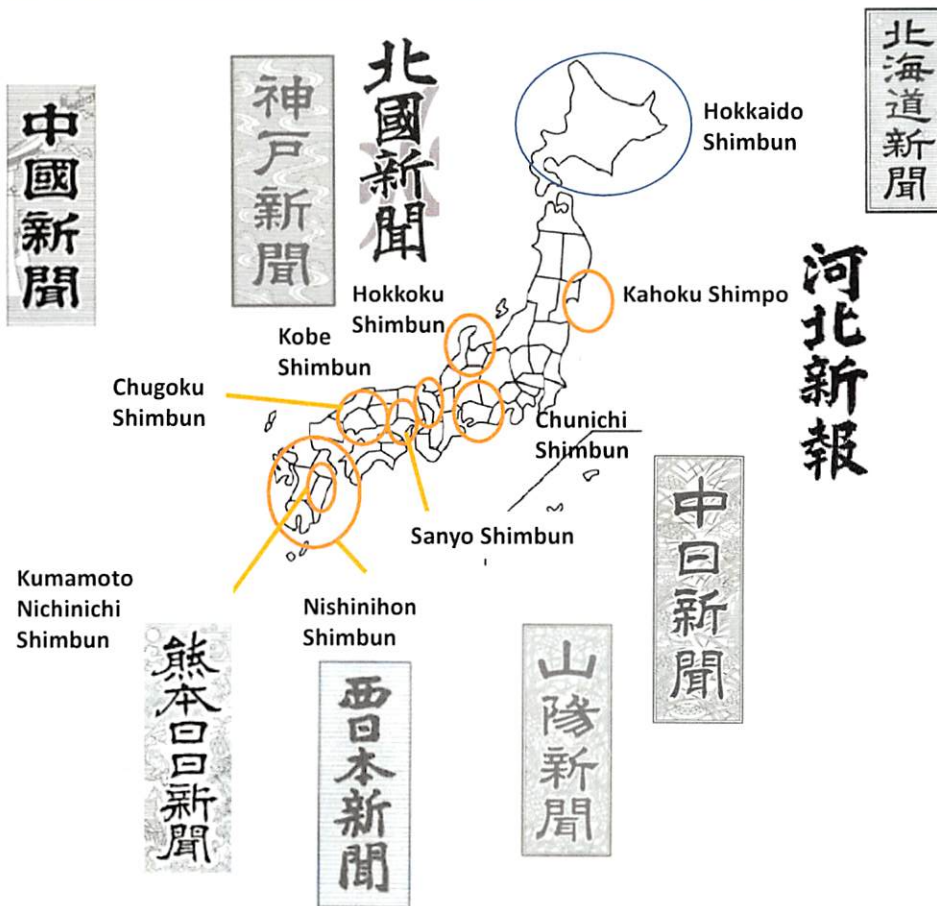 中國新聞
神戸新聞
北國新聞
北海道新聞
Hokkaido
Shimbun
河北新報
Kahoku Shimpo
Hokkoku
Shimbun
Kobe
Shimbun
Chugoku
Shimbun
Chunichi
Shimbun
中日新聞
Sanyo Shimbun
山陽新聞
Kumamoto
Nichinichi
Shimbun
熊本日日新聞
Nishinihon
Shimbun
西日本新聞